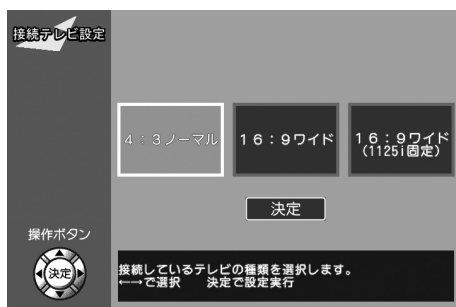 接続テレビ設定
４：３ノーマル
１６：９ワイド
１６：９ワイド
(1125i固定)
決定
操作ボタン
決定
接続しているテレビの種類を選択します。
←→で選択　決定で設定実行